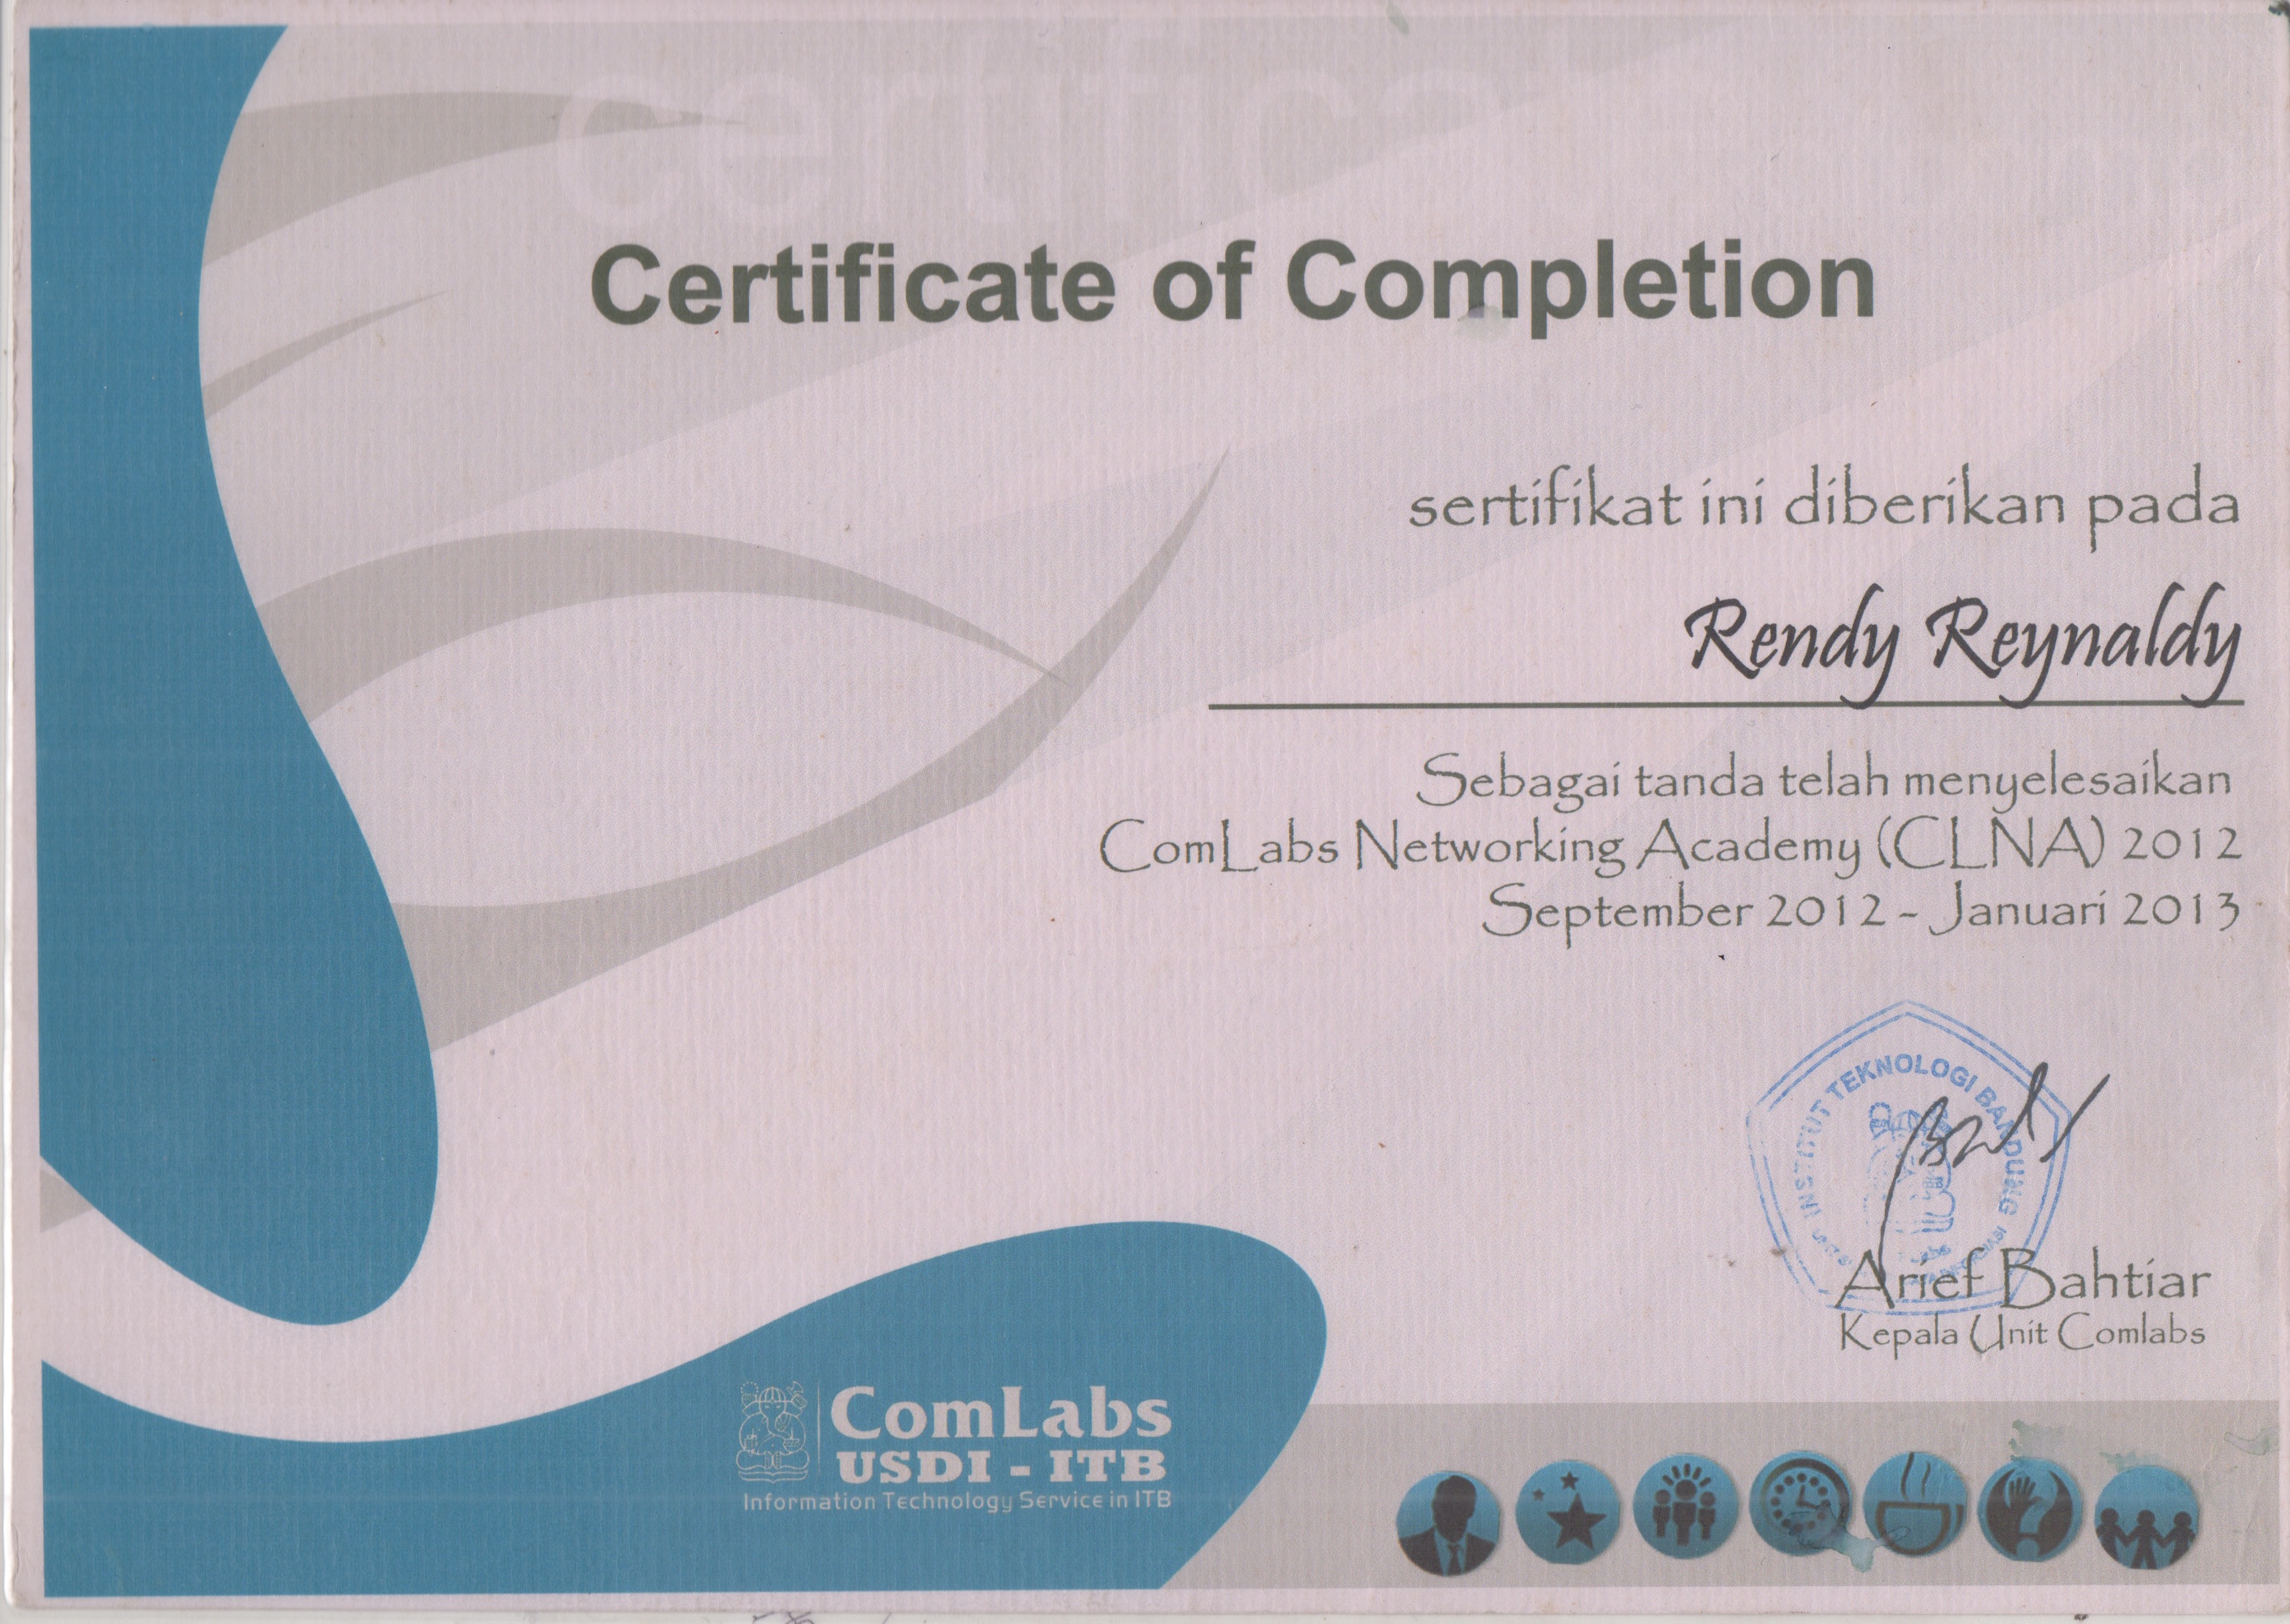 certifica
Certificate of Completion
sertifikat ini diberikan pada
Rendy Reynaldy
Sebagai tanda telah menyelesaikan
ComLabs Networking Academy (CLNA) 2012
September 2012 - Januari 2013
INSTITUT TEKNOLOGI BANDUNG
Arief Bahtiar
Kepala Unit Comlabs
ComLabs
USDI - ITB
Information Technology Service in ITB